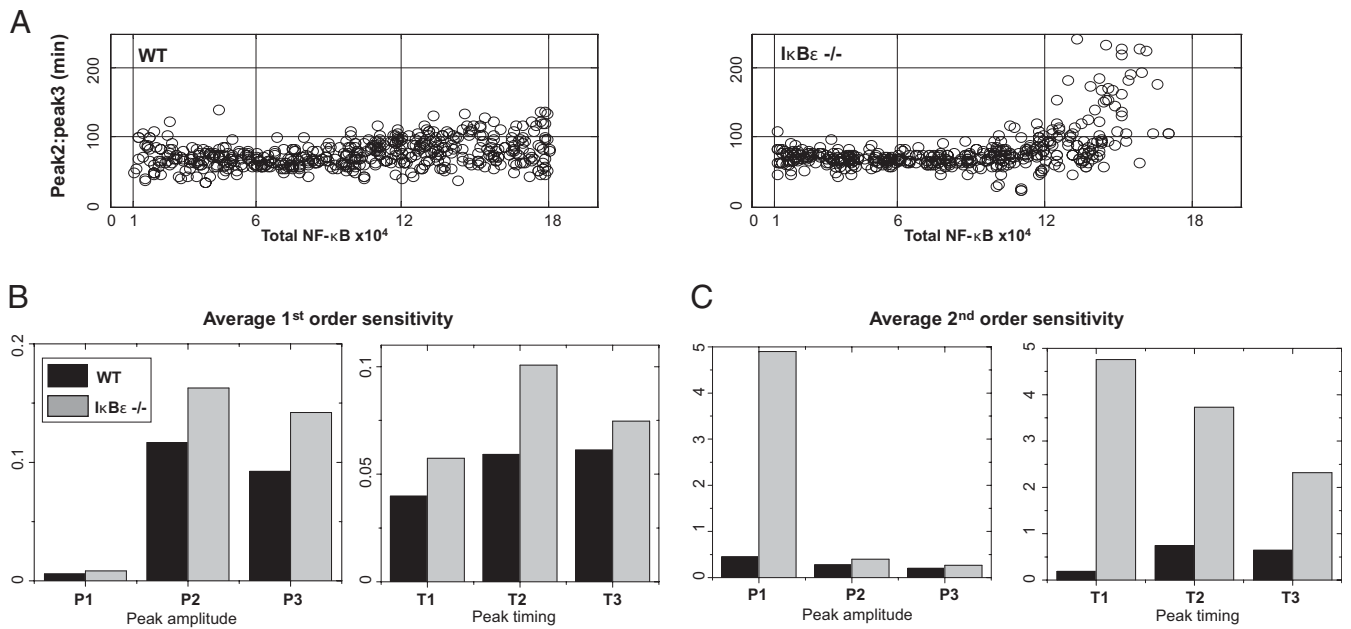 A
Peak2:peak3 (min)
200
100
0
WT
0 1 6 12 18
Total NF-κB x10⁴
IκBε -/-
200
100
0
0 1 6 12 18
Total NF-κB x10⁴
B
Average 1st order sensitivity
0.2
0.1
0
WT
IκBε -/-
P1 P2 P3
Peak amplitude
0.1
0.05
0
T1 T2 T3
Peak timing
C
Average 2nd order sensitivity
5
4
3
2
1
0
P1 P2 P3
Peak amplitude
5
4
3
2
1
0
T1 T2 T3
Peak timing